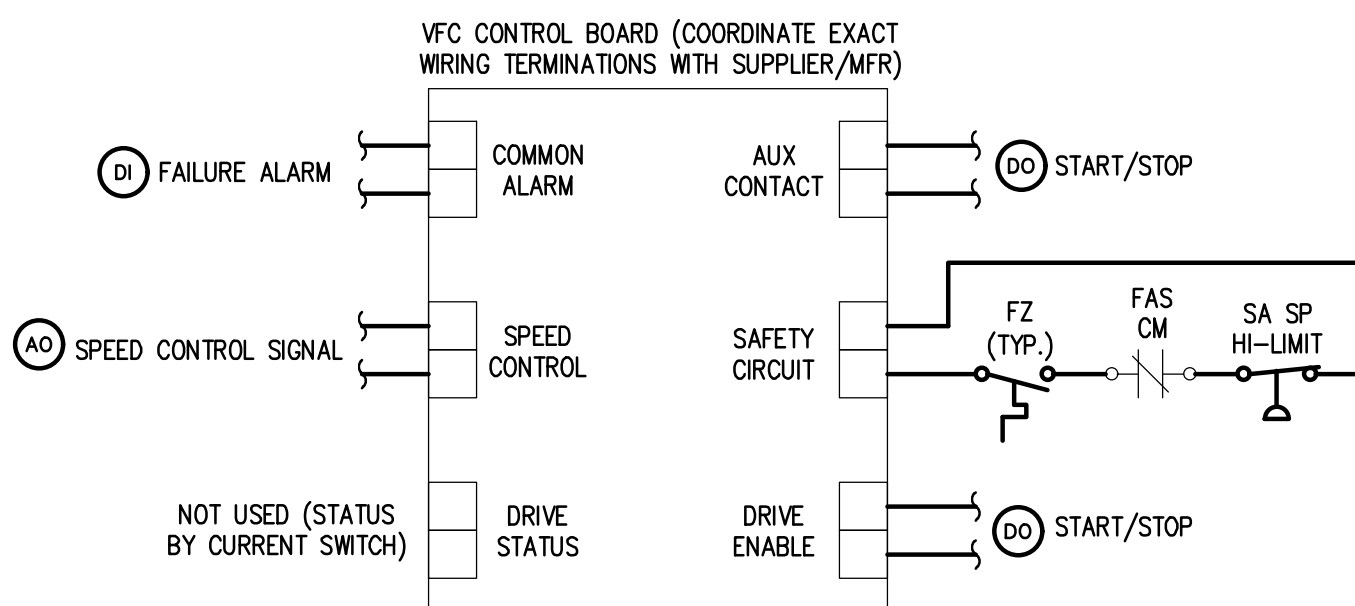 VFC CONTROL BOARD (COORDINATE EXACT
WIRING TERMINATIONS WITH SUPPLIER/MFR)
DI FAILURE ALARM
COMMON
ALARM
AUX
CONTACT
DO START/STOP
AO SPEED CONTROL SIGNAL
SPEED
CONTROL
SAFETY
CIRCUIT
FZ
(TYP.)
FAS
CM
SA SP
HI-LIMIT
NOT USED (STATUS
BY CURRENT SWITCH)
DRIVE
STATUS
DRIVE
ENABLE
DO START/STOP